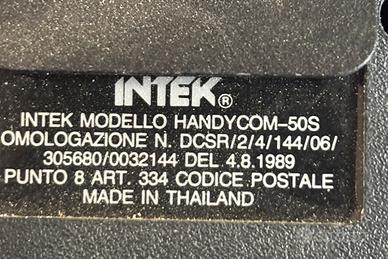 INTEK®
INTEK MODELLO HANDYCOM-50S
OMOLOGAZIONE N. DCSR/2/4/144/06/
305680/0032144 DEL 4.8.1989
PUNTO 8 ART. 334 CODICE POSTALE
MADE IN THAILAND